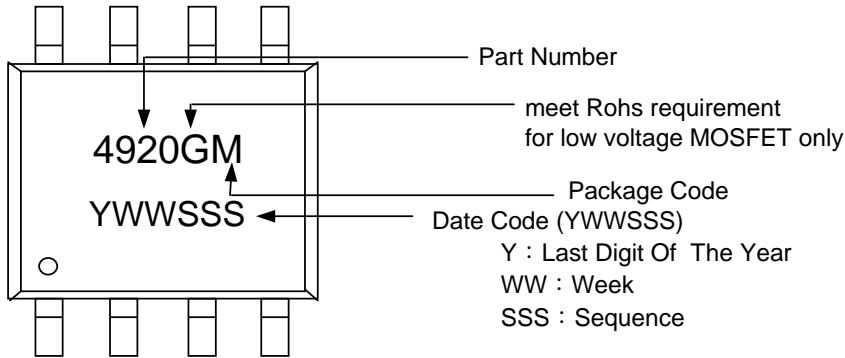 Part Number
meet Rohs requirement
for low voltage MOSFET only
4920GM
Package Code
YWWSSS
Date Code (YWWSSS)
Y：Last Digit Of The Year
WW：Week
SSS：Sequence